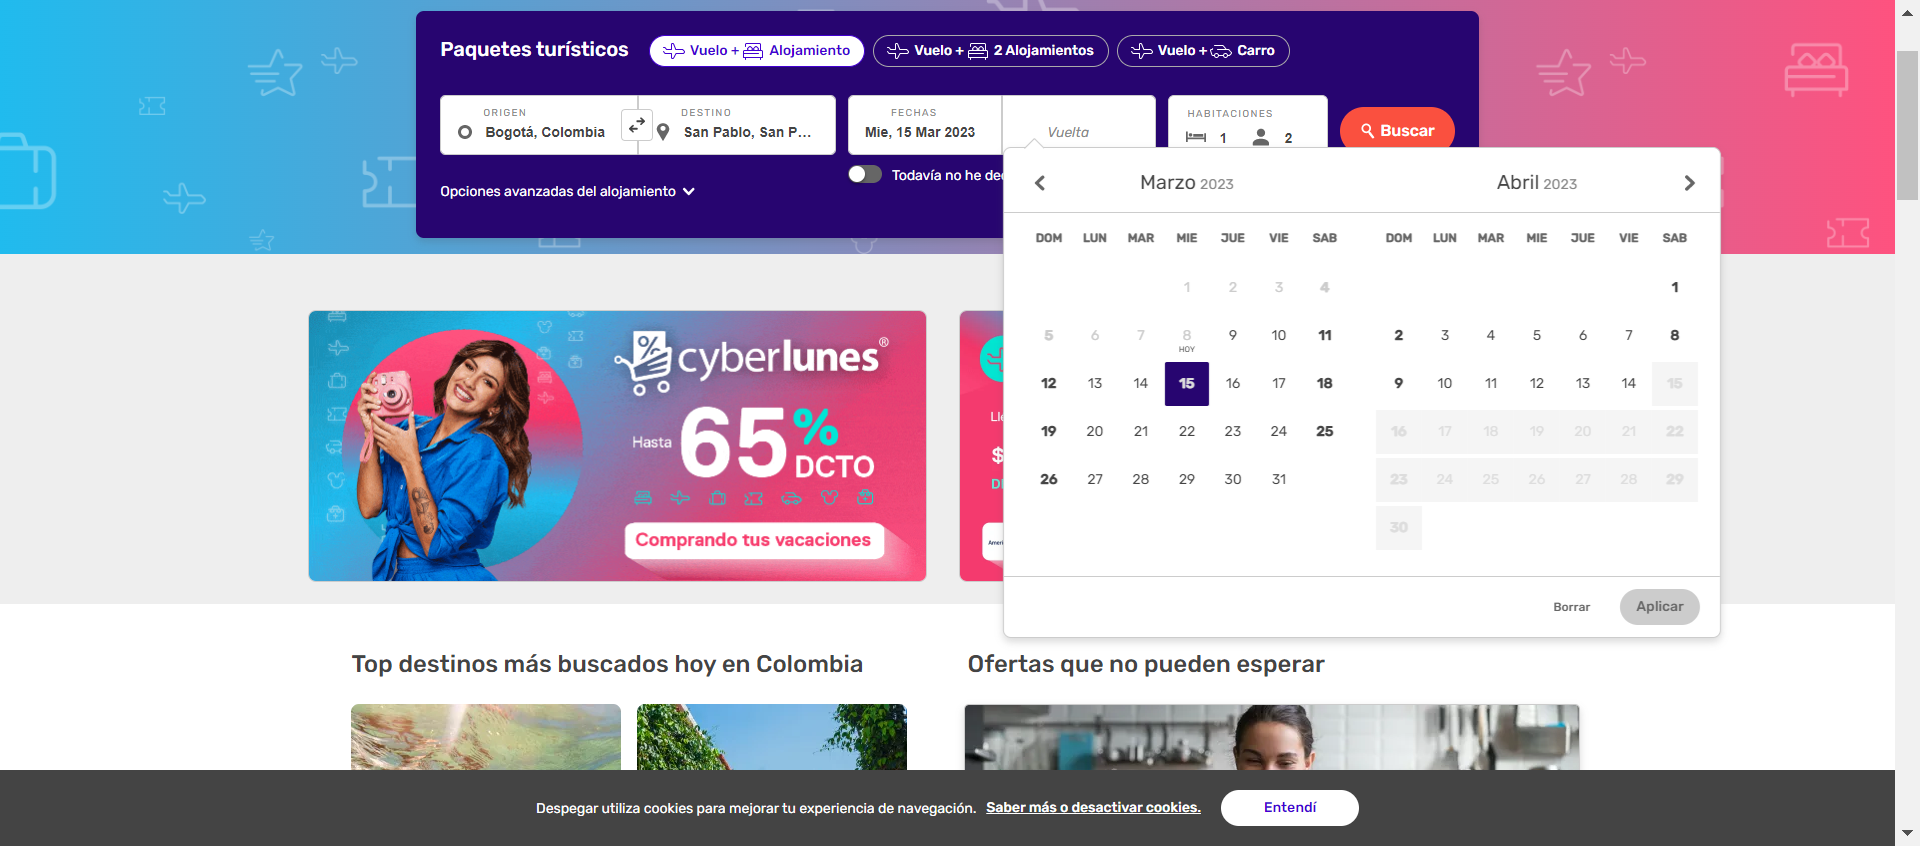 Paquetes turísticos
Vuelo + Alojamiento
Vuelo + 2 Alojamientos
Vuelo + Carro
ORIGEN
Bogotá, Colombia
DESTINO
San Pablo, San P...
FECHAS
Mie, 15 Mar 2023
Vuelta
HABITACIONES
1
2
Buscar
Todavía no he
Opciones avanzadas del alojamiento
Marzo 2023
Abril 2023
DOM LUN MAR MIE JUE VIE SAB
1 2 3 4
5 6 7 8 9 10 11
HOY
12 13 14 15 16 17 18
19 20 21 22 23 24 25
26 27 28 29 30 31
DOM LUN MAR MIE JUE VIE SAB
1
2 3 4 5 6 7 8
9 10 11 12 13 14 15
16 17 18 19 20 21 22
23 24 25 26 27 28 29
30
Borrar
Aplicar
cyberlunes®
Hasta 65% DCTO
Comprando tus vacaciones
$
Top destinos más buscados hoy en Colombia
Ofertas que no pueden esperar
Despegar utiliza cookies para mejorar tu experiencia de navegación. Saber más o desactivar cookies.
Entendí